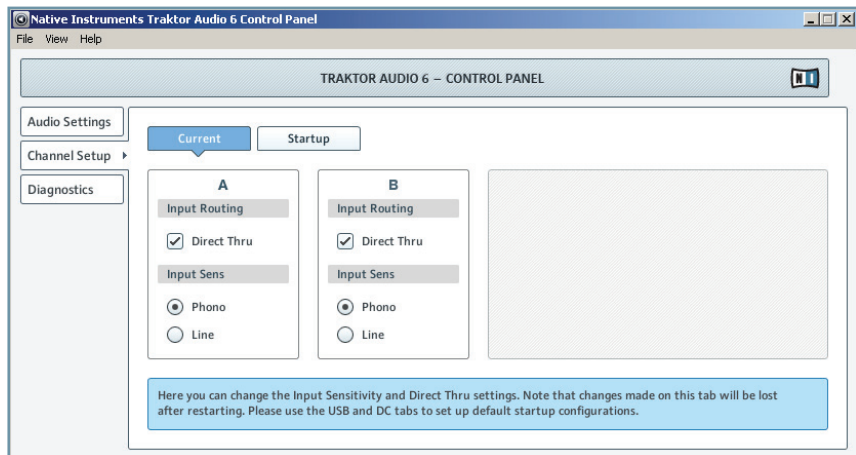 Native Instruments Traktor Audio 6 Control Panel
File View Help
TRAKTOR AUDIO 6 – CONTROL PANEL
NI
Audio Settings
Channel Setup
Diagnostics
Current Startup
A
Input Routing
Direct Thru
Input Sens
Phono
Line
B
Input Routing
Direct Thru
Input Sens
Phono
Line
Here you can change the Input Sensitivity and Direct Thru settings. Note that changes made on this tab will be lost
after restarting. Please use the USB and DC tabs to set up default startup configurations.